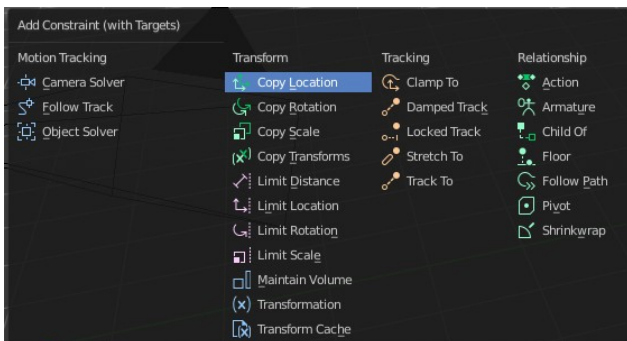 Add Constraint (with Targets)
Motion Tracking
Camera Solver
Follow Track
Object Solver
Transform
Copy Location
Copy Rotation
Copy Scale
Copy Transforms
Limit Distance
Limit Location
Limit Rotation
Limit Scale
Maintain Volume
Transformation
Transform Cache
Tracking
Clamp To
Damped Track
Locked Track
Stretch To
Track To
Relationship
Action
Armature
Child Of
Floor
Follow Path
Pivot
Shrinkwrap